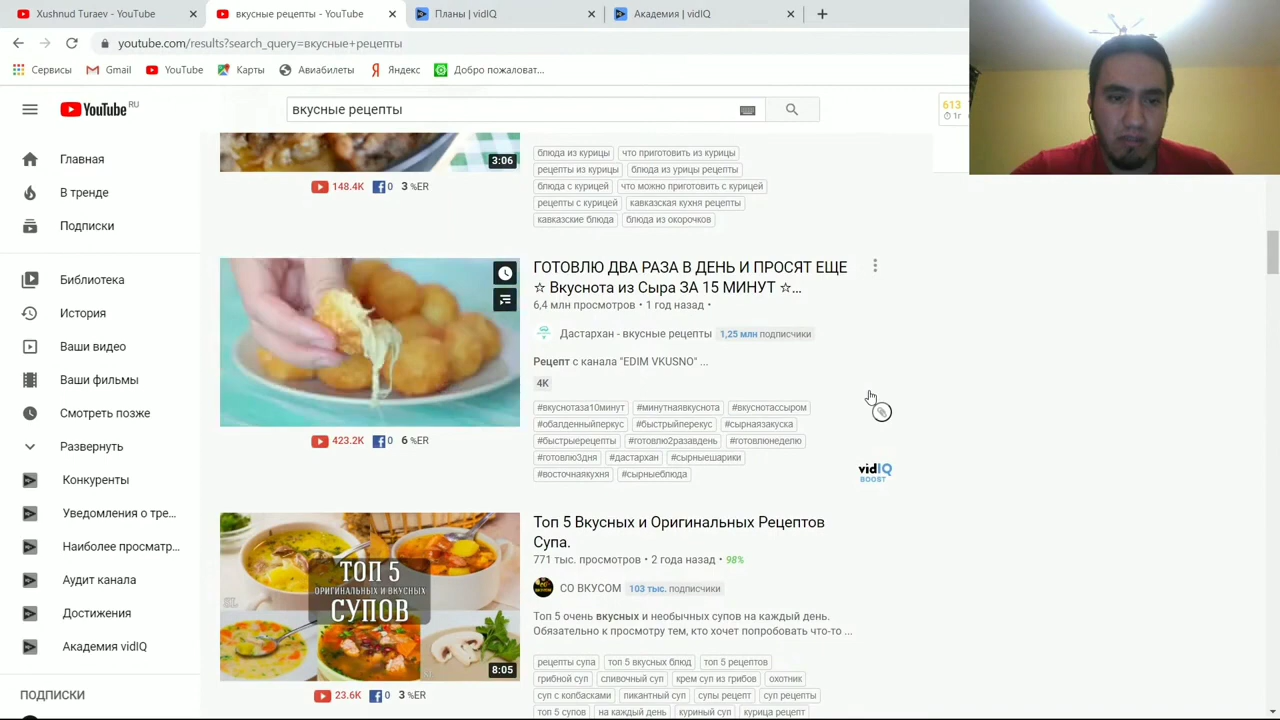 Xushnud Turaev - YouTube
вкусные рецепты - YouTube
Планы | vidIQ
Академия | vidIQ
youtube.com/results?search_query=вкусные+рецепты
Сервисы
Gmail
YouTube
Карты
Авиабилеты
Яндекс
Добро пожаловат...
YouTube RU
вкусные рецепты
613
1г
Главная
В тренде
Подписки
Библиотека
История
Ваши видео
Ваши фильмы
Смотреть позже
Развернуть
Конкуренты
Уведомления о тре...
Наиболее просматр...
Аудит канала
Достижения
Академия vidIQ
ПОДПИСКИ
3:06
148.4K 0 3 %ER
блюда из курицы что приготовить из курицы
рецепты из курицы блюда из урицы рецепты
блюда с курицей что можно приготовить с курицей
рецепты с курицей кавказская кухня рецепты
кавказские блюда блюда из окорочков
ГОТОВЛЮ ДВА РАЗА В ДЕНЬ И ПРОСЯТ ЕЩЕ
☆ Вкуснота из Сыра ЗА 15 МИНУТ ☆...
6,4 млн просмотров • 1 год назад •
Дастархан - вкусные рецепты 1,25 млн подписчики
Рецепт с канала "EDIM VKUSNO" ...
4K
#вкуснотаза10минут #минутнаявкуснота #вкуснотассыром
#обалденныйперкус #быстрыйперекус #сырнаязакуска
#быстрыерецепты #готовлю2разавдень #готовлюнеделю
#готовлю3дня #дастархан #сырныешарики
#восточнаякухня #сырныеблюда
423.2K 0 6 %ER
vidIQ
BOOST
Топ 5 Вкусных и Оригинальных Рецептов
Супа.
771 тыс. просмотров • 2 года назад • 98%
СО ВКУСОМ 103 тыс. подписчики
Топ 5 очень вкусных и необычных супов на каждый день.
Обязательно к просмотру тем, кто хочет попробовать что-то ...
рецепты супа топ 5 вкусных блюд топ 5 рецептов
грибной суп сливочный суп крем суп из грибов охотник
суп с колбасками пикантный суп супы рецепт суп рецепты
топ 5 супов на каждый день куриный суп курица рецепт
ТОП 5
ОРИГИНАЛЬНЫХ И ВКУСНЫХ
СУПОВ
8:05
23.6K 0 3 %ER